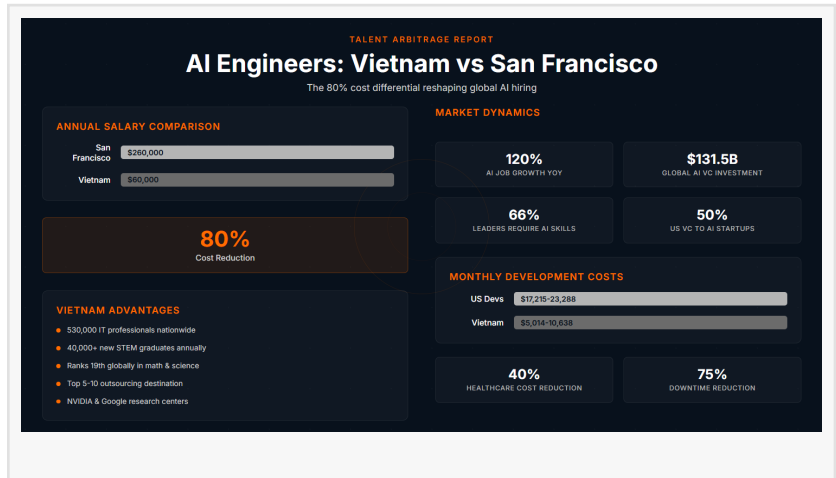 TALENT ARBITRAGE REPORT
AI Engineers: Vietnam vs San Francisco
The 80% cost differential reshaping global AI hiring
ANNUAL SALARY COMPARISON
San
Francisco
$260,000
Vietnam
$60,000
80%
Cost Reduction
VIETNAM ADVANTAGES
530,000 IT professionals nationwide
40,000+ new STEM graduates annually
Ranks 19th globally in math & science
Top 5-10 outsourcing destination
NVIDIA & Google research centers
MARKET DYNAMICS
120%
AI JOB GROWTH YOY
$131.5B
GLOBAL AI VC INVESTMENT
66%
LEADERS REQUIRE AI SKILLS
50%
US VC TO AI STARTUPS
MONTHLY DEVELOPMENT COSTS
US Devs
$17,215-23,288
Vietnam
$5,014-10,638
40%
HEALTHCARE COST REDUCTION
75%
DOWNTIME REDUCTION